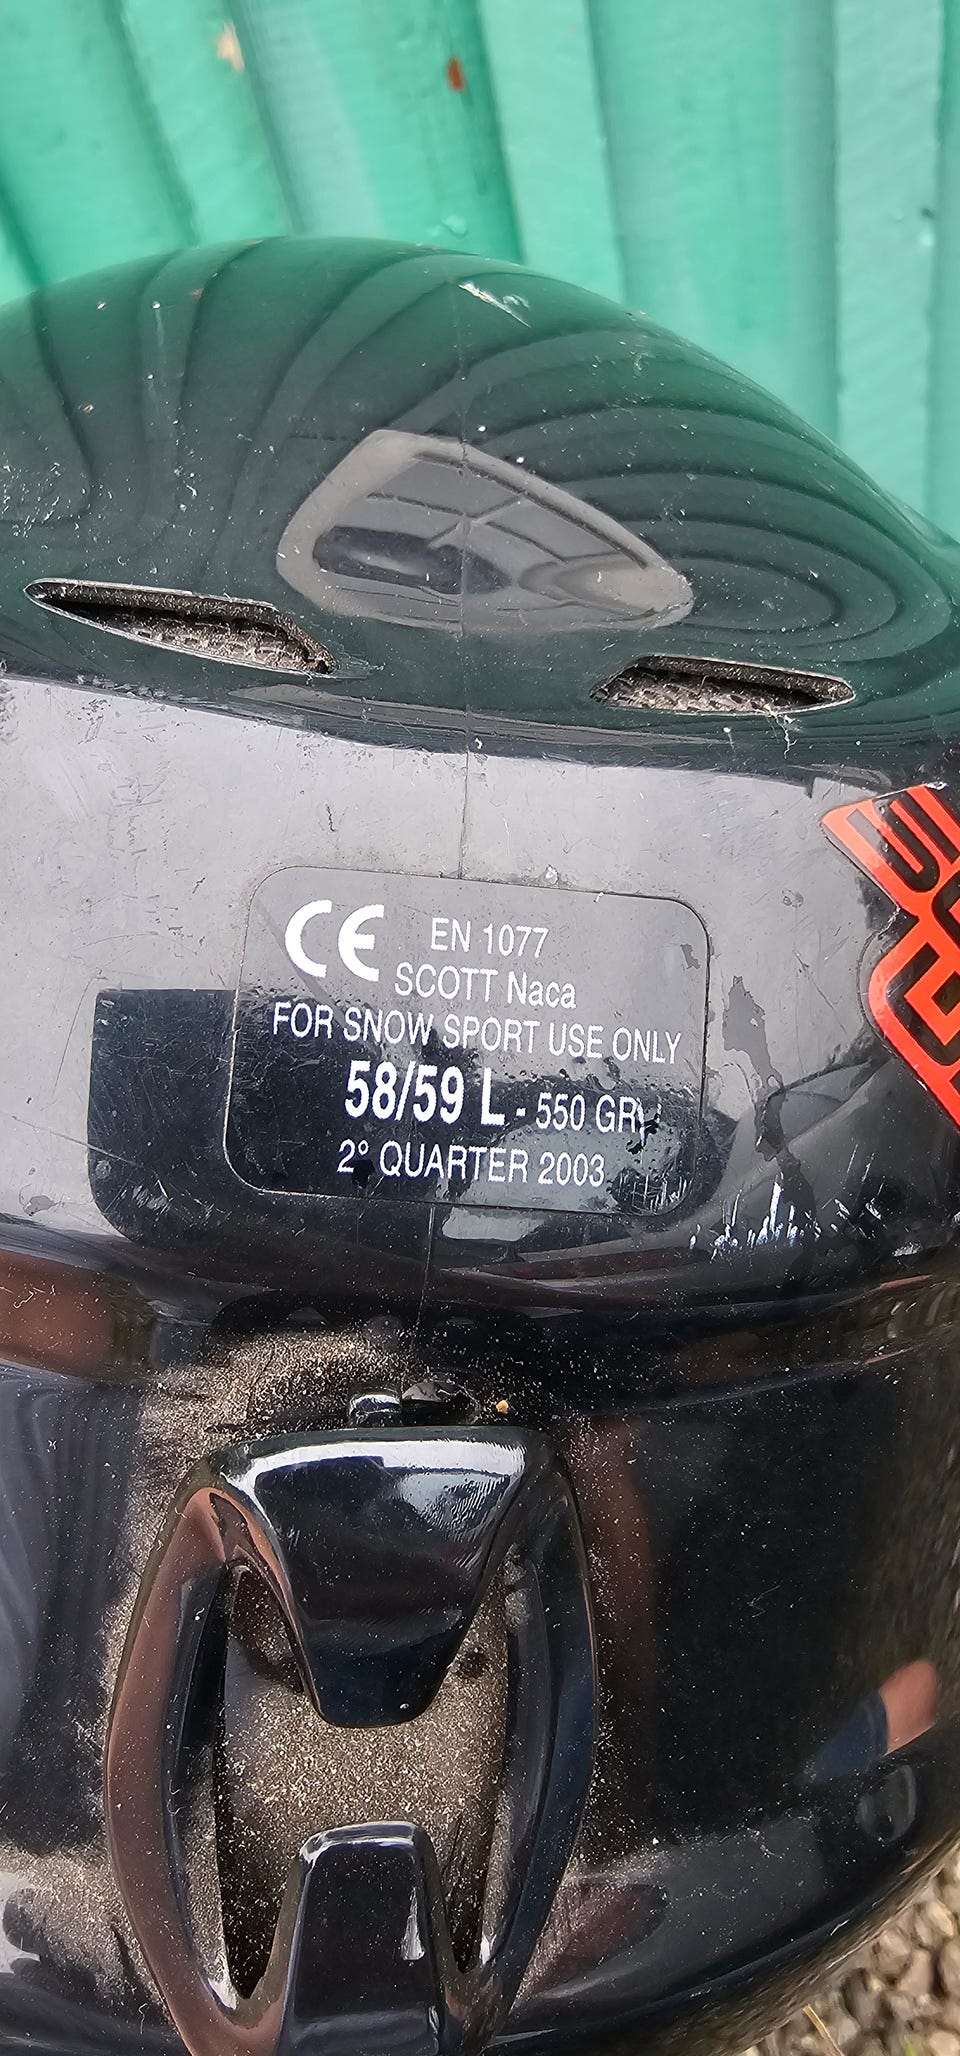 CE EN 1077
SCOTT Naca
FOR SNOW SPORT USE ONLY
58/59 L - 550 GR
2° QUARTER 2003